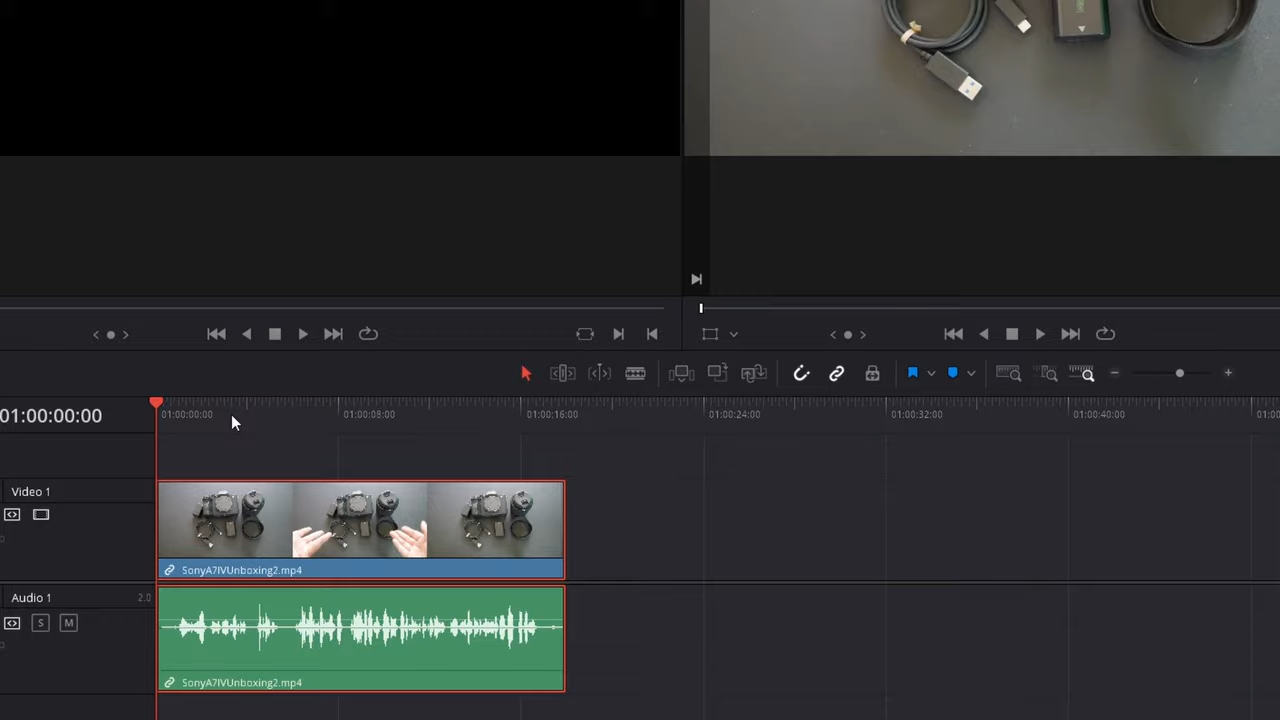 01:00:00:00
01:00:00:00
01:00:08:00
01:00:16:00
01:00:24:00
01:00:32:00
01:00:40:00
01:00
Video 1
SonyA7IVUnboxing2.mp4
Audio 1
2.0
S
M
SonyA7IVUnboxing2.mp4